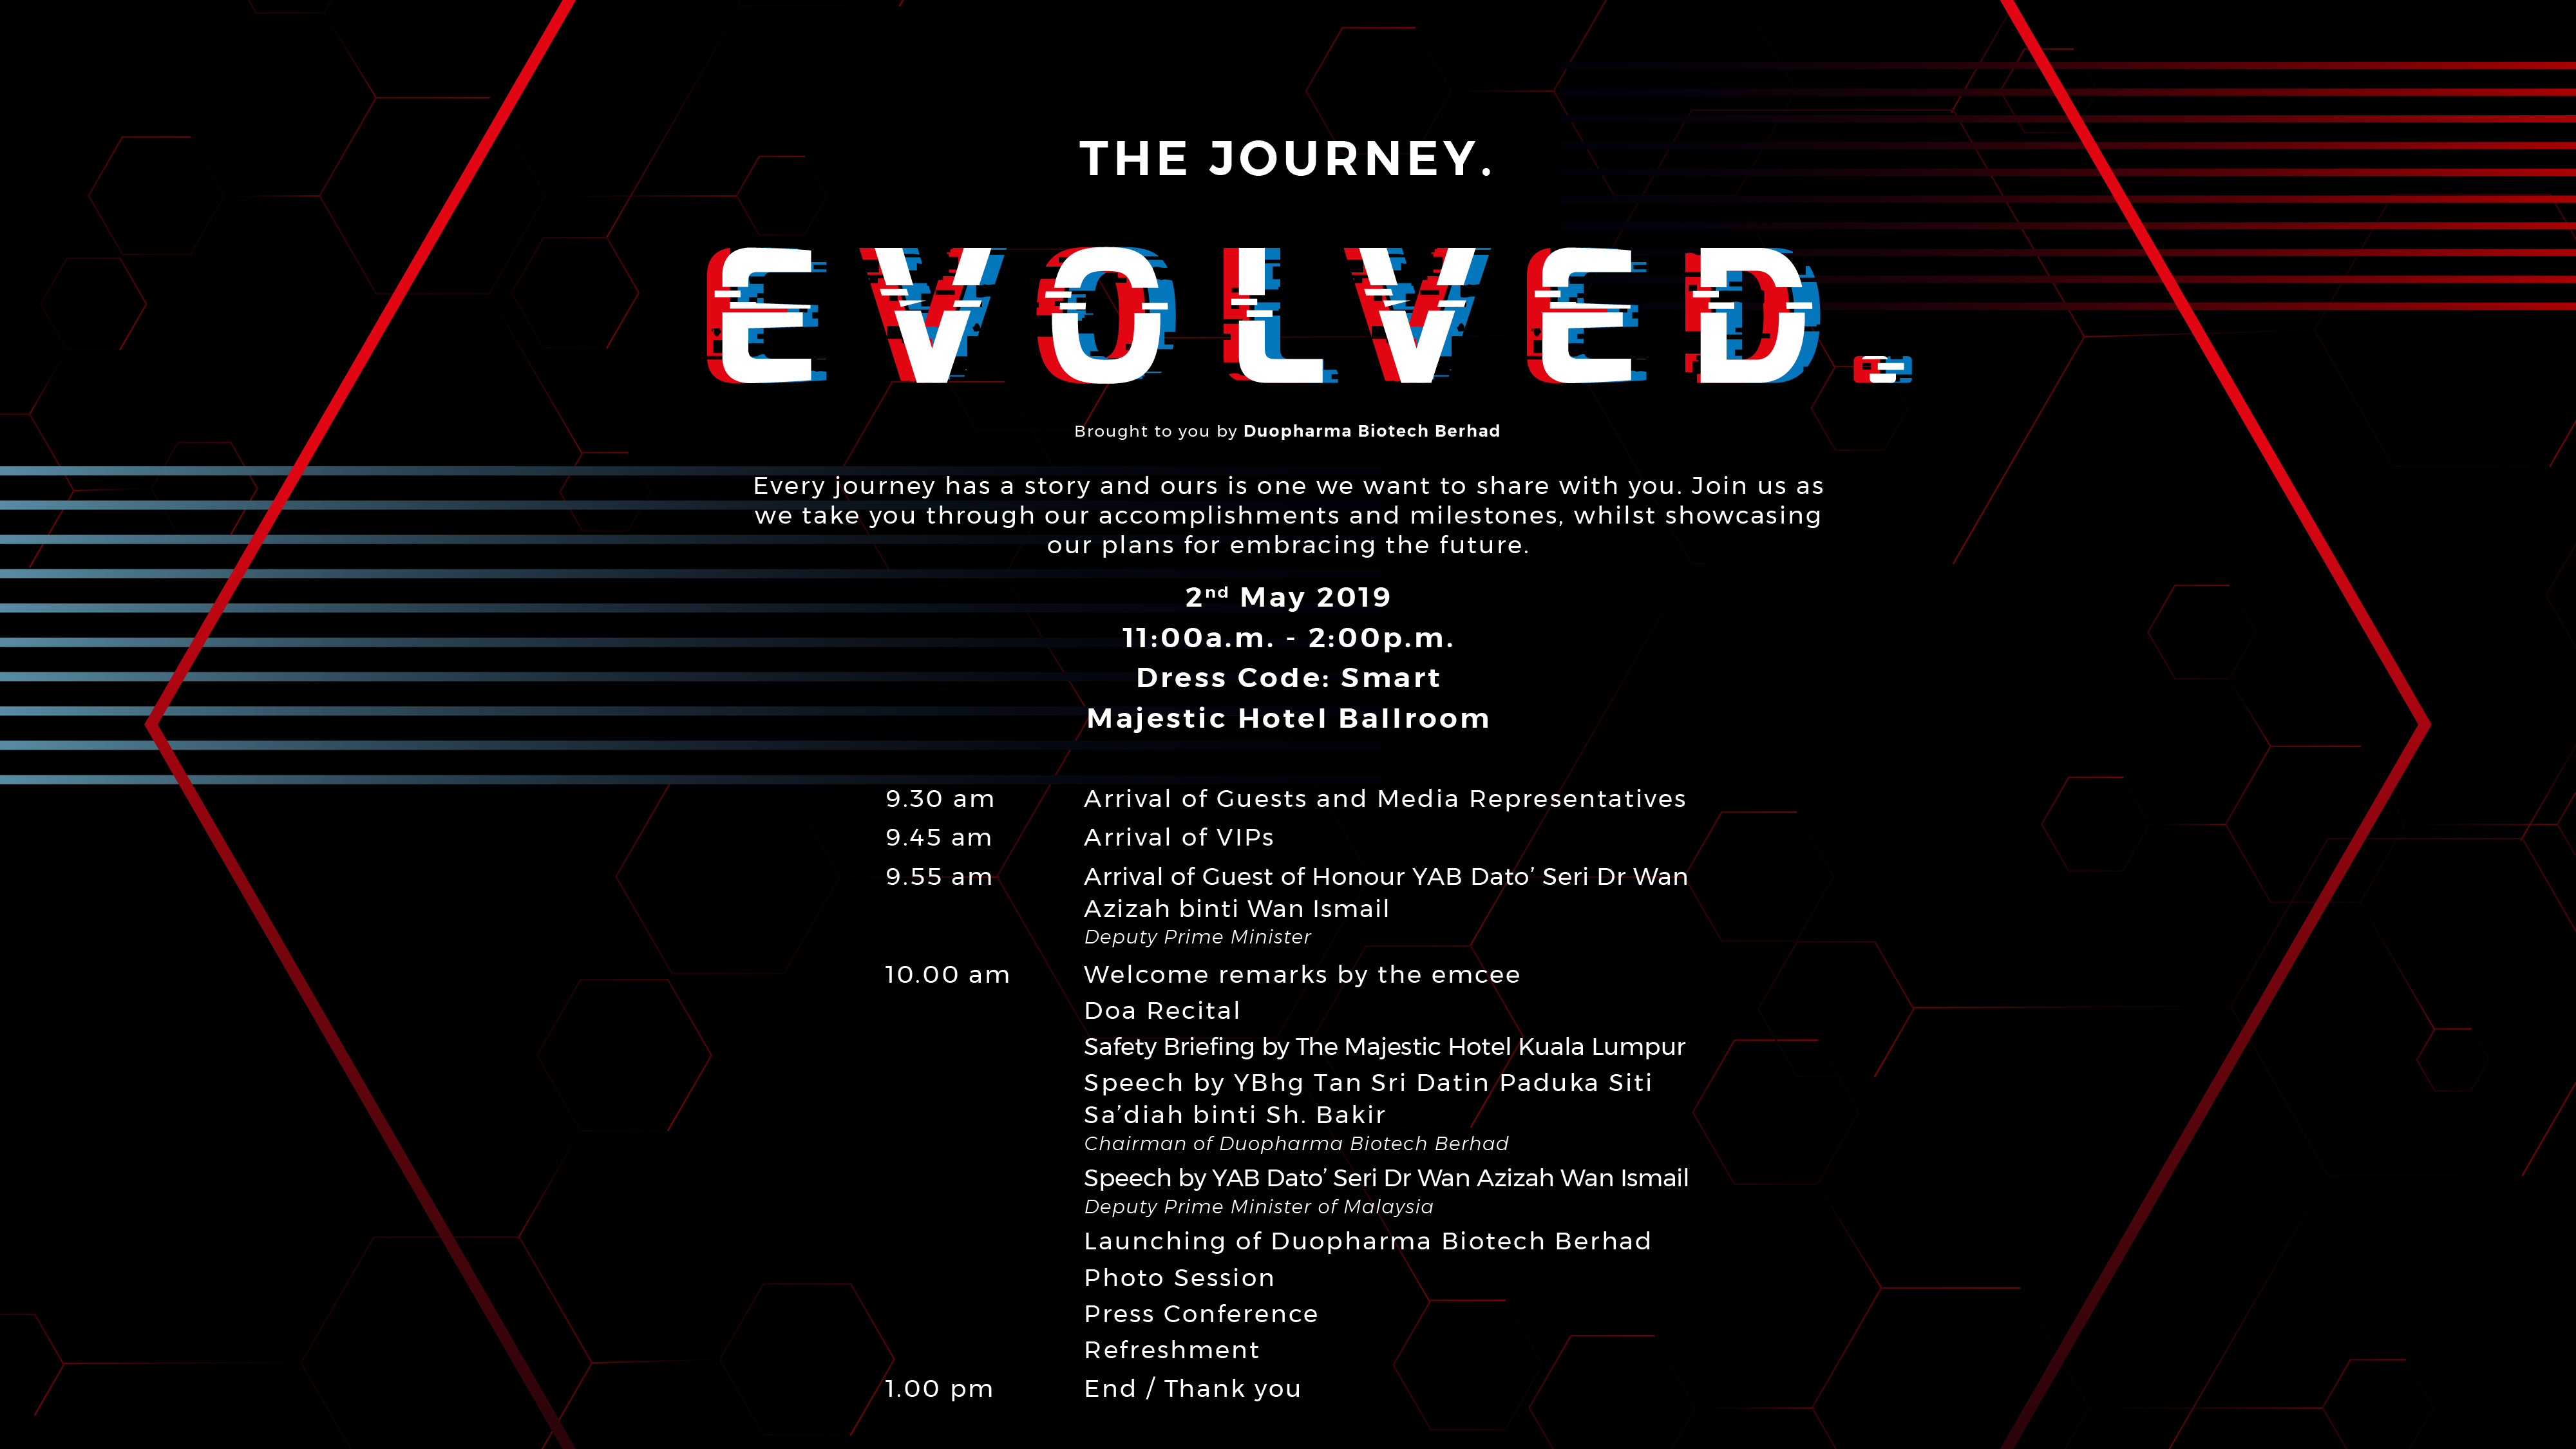 THE JOURNEY.
EVOLVED.
Brought to you by Duopharma Biotech Berhad
Every journey has a story and ours is one we want to share with you. Join us as
we take you through our accomplishments and milestones, whilst showcasing
our plans for embracing the future.
2nd May 2019
11:00a.m. - 2:00p.m.
Dress Code: Smart
Majestic Hotel Ballroom
9.30 am Arrival of Guests and Media Representatives
9.45 am Arrival of VIPs
9.55 am Arrival of Guest of Honour YAB Dato’ Seri Dr Wan
Azizah binti Wan Ismail
Deputy Prime Minister
10.00 am Welcome remarks by the emcee
Doa Recital
Safety Briefing by The Majestic Hotel Kuala Lumpur
Speech by YBhg Tan Sri Datin Paduka Siti
Sa’diah binti Sh. Bakir
Chairman of Duopharma Biotech Berhad
Speech by YAB Dato’ Seri Dr Wan Azizah Wan Ismail
Deputy Prime Minister of Malaysia
Launching of Duopharma Biotech Berhad
Photo Session
Press Conference
Refreshment
1.00 pm End / Thank you